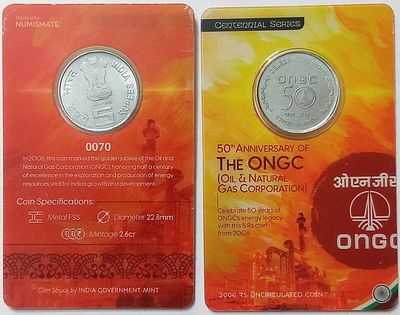 Packed by
NUMISMATE
भारत INDIA
रुपये RUPEES
5
0070
In 2006, this coin marked the golden jubilee of the Oil and
Natural Gas Corporation (ONGC), honoring half a century
of excellence in the exploration and production of energy
resources, vital for India's growth and development.
Coin Specifications:
Metal FSS
Diameter 22.8mm
Mintage 2.6cr
Coin Struck by INDIA GOVERNMENT MINT
CENTENNIAL SERIES
ONGC
50
50th ANNIVERSARY OF
THE ONGC
(OIL & NATURAL
GAS CORPORATION)
Celebrate 50 years of
ONGC's energy legacy
with this 5 Rs coin
from 2006.
ओएनजीसी
ONGC
2006 RS UNCIRCULATED COIN